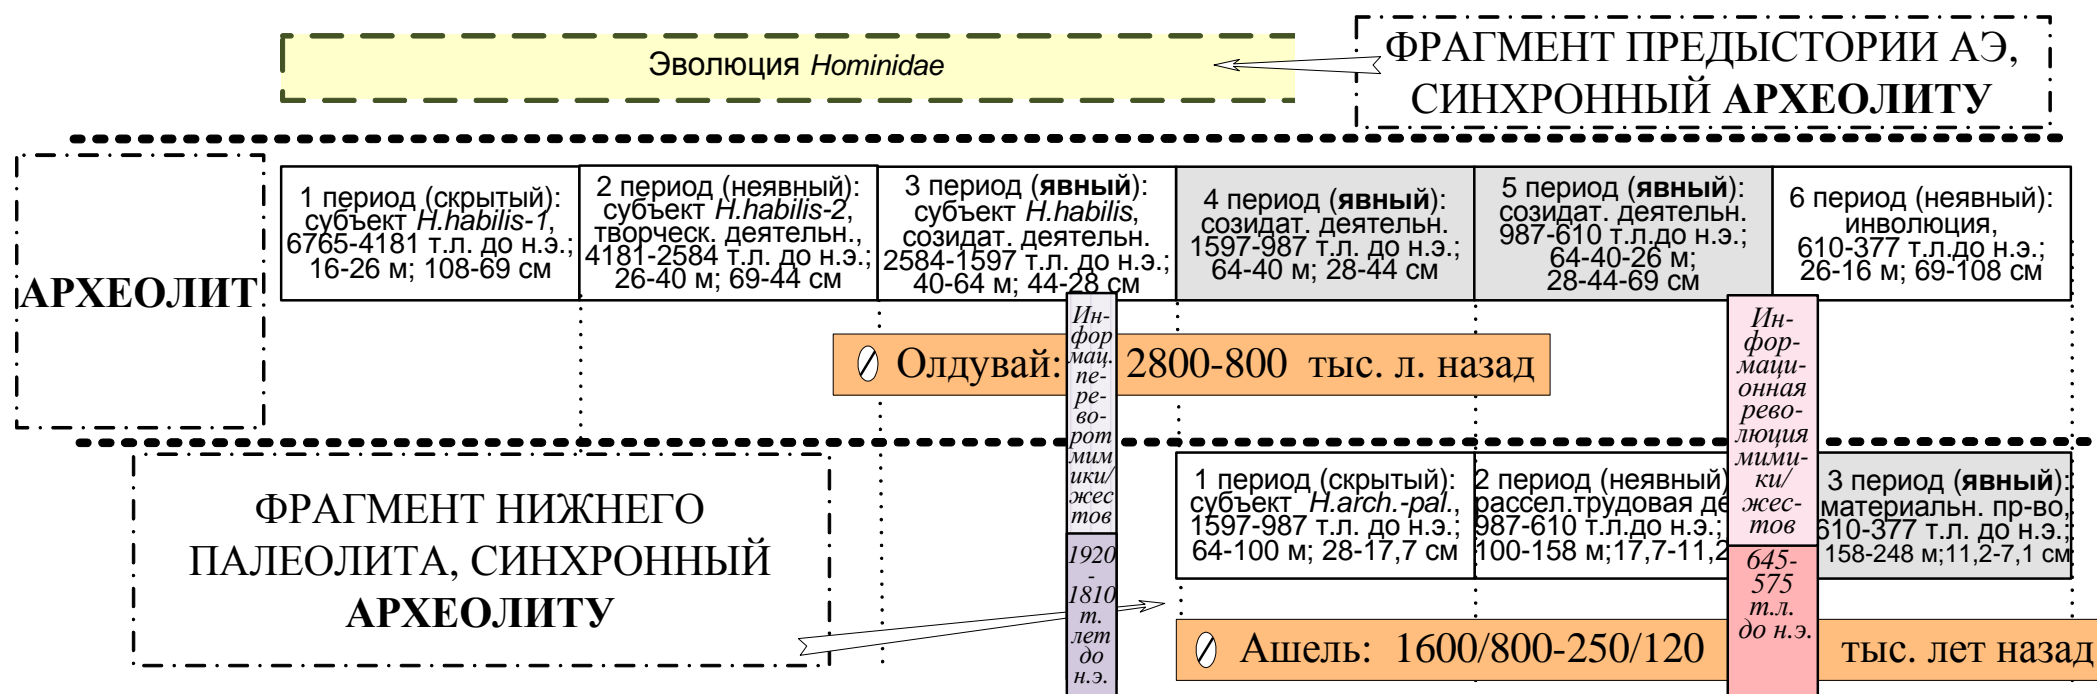 Эволюция Hominidae
ФРАГМЕНТ ПРЕДЫСТОРИИ АЭ,
СИНХРОННЫЙ АРХЕОЛИТУ
АРХЕОЛИТ
1 период (скрытый):
субъект H.habilis-1,
6765-4181 т.л. до н.э.;
16-26 м; 108-69 см
2 период (неявный):
субъект H.habilis-2,
творческ. деятельн.,
4181-2584 т.л. до н.э.;
26-40 м; 69-44 см
3 период (явный):
субъект H.habilis,
созидат. деятельн.
2584-1597 т.л. до н.э.;
40-64 м; 44-28 см
4 период (явный):
созидат. деятельн.
1597-987 т.л. до н.э.;
64-40 м; 28-44 см
5 период (явный):
созидат. деятельн.
987-610 т.л.до н.э.;
64-40-26 м;
28-44-69 см
6 период (неявный):
инволюция,
610-377 т.л.до н.э.;
26-16 м; 69-108 см
Ин-
фор
мац.
пе-
ре-
во-
рот
мим
ики/
жес
тов
1920
-
1810
т.
лет
до
н.э.
Олдувай: 2800-800 тыс. л. назад
Ин-
фор-
маци-
онная
рево-
люция
мими-
ки/
жес-
тов
645-
575
т.л.
до н.э.
ФРАГМЕНТ НИЖНЕГО
ПАЛЕОЛИТА, СИНХРОННЫЙ
АРХЕОЛИТУ
1 период (скрытый):
субъект H.arch.-pal.,
1597-987 т.л. до н.э.;
64-100 м; 28-17,7 см
2 период (неявный)
рассел.трудовая де
987-610 т.л.до н.э.;
100-158 м;17,7-11,2
3 период (явный):
материальн. пр-во,
610-377 т.л. до н.э.;
158-248 м;11,2-7,1 см
Ашель: 1600/800-250/120 тыс. лет назад